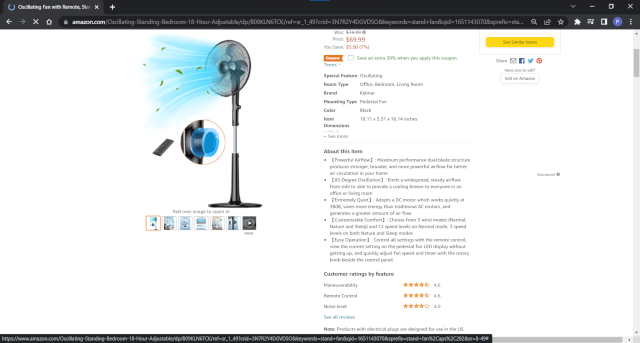 Oscillating Fan with Remote, Stan
amazon.com/Oscillating-Standing-Bedroom-18-Hour-Adjustable/dp/B09KLN6TCX/ref=sr_1_49?crid=3N7R2Y4DGVDSO&keywords=stand+fan&qid=1651143070&sprefix=sta...
Was: $74.99
Price: $69.99
You Save: $5.00 (7%)
Coupon Save an extra 20% when you apply this coupon.
Terms
See Similar Items
Share
Have one to sell?
Sell on Amazon
Special Feature Oscillating
Room Type Office, Bedroom, Living Room
Brand Kelmar
Mounting Type Pedestal Fan
Color Black
Item 18.11 x 5.31 x 16.14 inches
Dimensions
See more
About this item
• 【Powerful Airflow】: Maximum performance dual blade structure
produces stronger, broader, and more powerful airflow for better
air circulation in your home
• 【85-Degree Oscillation】: Emits a widespread, steady airflow
from side to side to provide a cooling breeze to everyone in an
office or living room
• 【Extremely Quiet】: Adopts a DC motor which works quietly at
38dB, saves more energy than traditional AC motors, and
generates a greater amount of air flow
• 【Customizable Comfort】: Choose from 3 wind modes (Normal,
Nature and Sleep) and 12 speed levels on Normal mode, 3 speed
levels on both Nature and Sleep modes
• 【Easy Operation】: Control all settings with the remote control,
view the current setting on the pedestal fan LED display without
getting up, and quickly adjust fan speed and timer with the rotary
knob beside the control panel
Roll over image to zoom in
VIDEO
Sponsored
Customer ratings by feature
Maneuverability 4.6
Remote Control 4.6
Noise level 4.0
See all reviews
Note: Products with electrical plugs are designed for use in the US.
https://www.amazon.com/Oscillating-Standing-Bedroom-18-Hour-Adjustable/dp/B09KLN6TCX/ref=sr_1_49?crid=3N7R2Y4DGVDSO&keywords=stand+fan&qid=1651143070&sprefix=stand+fan%2Caps%2C282&sr=8-49#